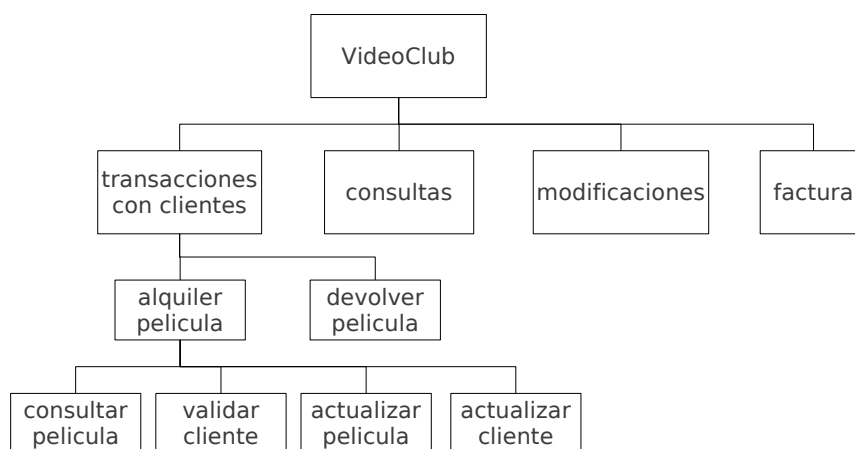 VideoClub
transacciones
con clientes
consultas
modificaciones
factura
alquiler
pelicula
devolver
pelicula
consultar
pelicula
validar
cliente
actualizar
pelicula
actualizar
cliente